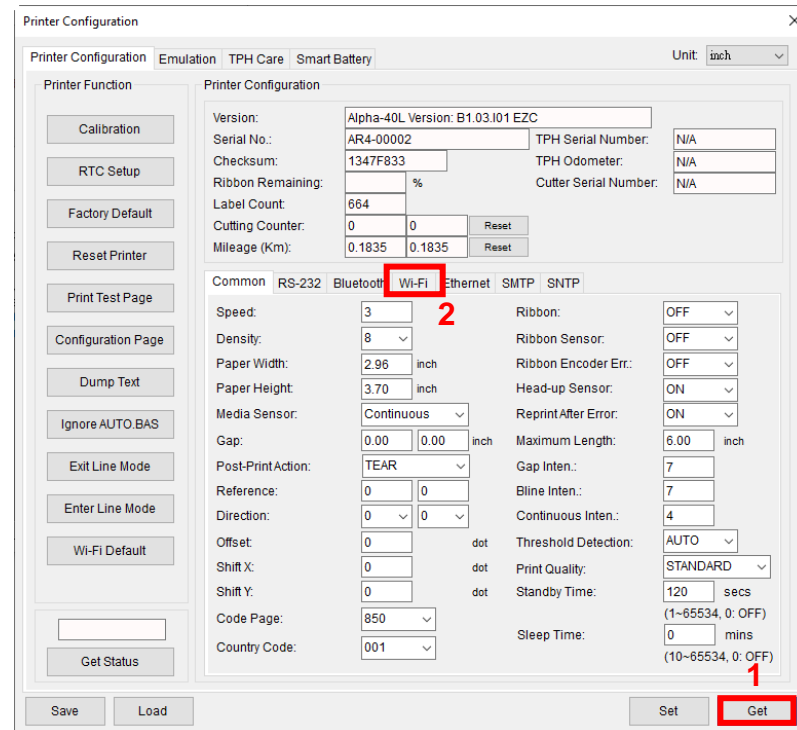 Printer Configuration
Printer Configuration Emulation TPH Care Smart Battery Unit: inch
Printer Function
Calibration
RTC Setup
Factory Default
Reset Printer
Print Test Page
Configuration Page
Dump Text
Ignore AUTO.BAS
Exit Line Mode
Enter Line Mode
Wi-Fi Default
Get Status
Printer Configuration
Version: Alpha-40L Version: B1.03.I01 EZC
Serial No.: AR4-00002 TPH Serial Number: N/A
Checksum: 1347F833 TPH Odometer: N/A
Ribbon Remaining: % Cutter Serial Number: N/A
Label Count: 664
Cutting Counter: 0 0 Reset
Mileage (Km): 0.1835 0.1835 Reset
Common RS-232 Bluetooth Wi-Fi Ethernet SMTP SNTP
2
Speed: 3 Ribbon: OFF
Density: 8 Ribbon Sensor: OFF
Paper Width: 2.96 inch Ribbon Encoder Err.: OFF
Paper Height: 3.70 inch Head-up Sensor: ON
Media Sensor: Continuous Reprint After Error: ON
Gap: 0.00 0.00 inch Maximum Length: 6.00 inch
Post-Print Action: TEAR Gap Inten.: 7
Reference: 0 0 Bline Inten.: 7
Direction: 0 0 Continuous Inten.: 4
Offset: 0 dot Threshold Detection: AUTO
Shift X: 0 dot Print Quality: STANDARD
Shift Y: 0 dot Standby Time: 120 secs
(1~65534, 0: OFF)
Code Page: 850
Sleep Time: 0 mins
Country Code: 001
(10~65534, 0: OFF)
1
Save Load Set Get